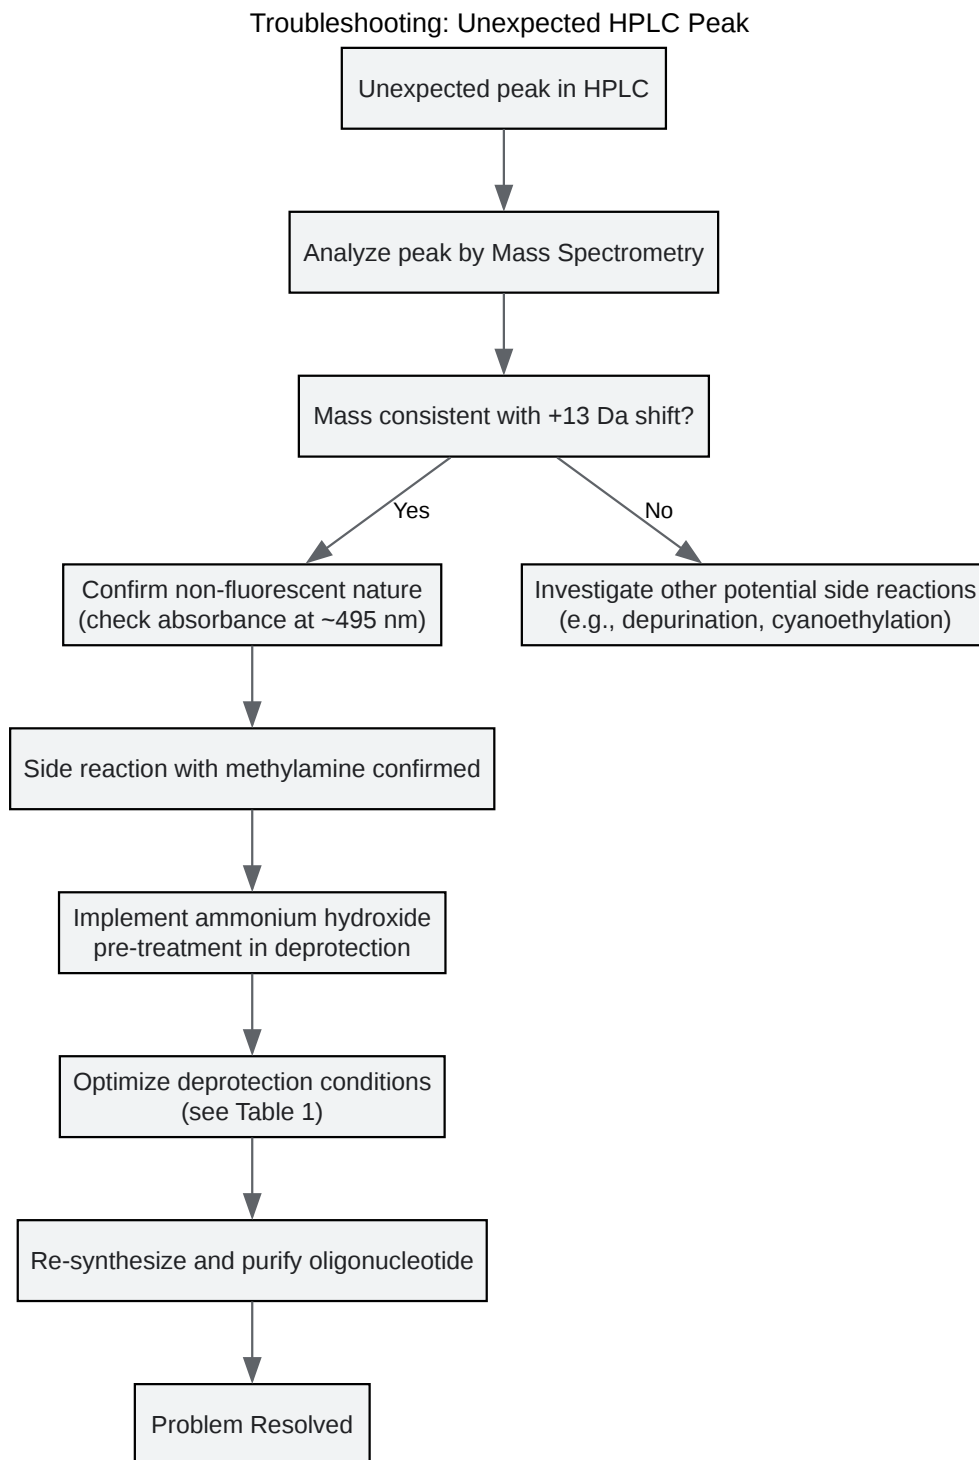 Troubleshooting: Unexpected HPLC Peak
Unexpected peak in HPLC
Analyze peak by Mass Spectrometry
Mass consistent with +13 Da shift?
Yes
No
Confirm non-fluorescent nature
(check absorbance at ~495 nm)
Investigate other potential side reactions
(e.g., depurination, cyanoethylation)
Side reaction with methylamine confirmed
Implement ammonium hydroxide
pre-treatment in deprotection
Optimize deprotection conditions
(see Table 1)
Re-synthesize and purify oligonucleotide
Problem Resolved